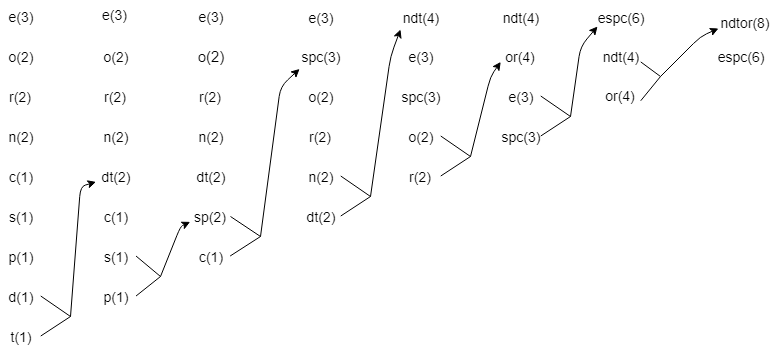 e(3) e(3) e(3) e(3) ndt(4) ndt(4) espc(6) ndtor(8)
o(2) o(2) o(2) spc(3) e(3) or(4) ndt(4) espc(6)
r(2) r(2) r(2) o(2) spc(3) e(3) or(4)
n(2) n(2) n(2) r(2) o(2) spc(3)
c(1) dt(2) dt(2) n(2) r(2)
s(1) c(1) sp(2) dt(2)
p(1) s(1) c(1)
d(1) p(1)
t(1)